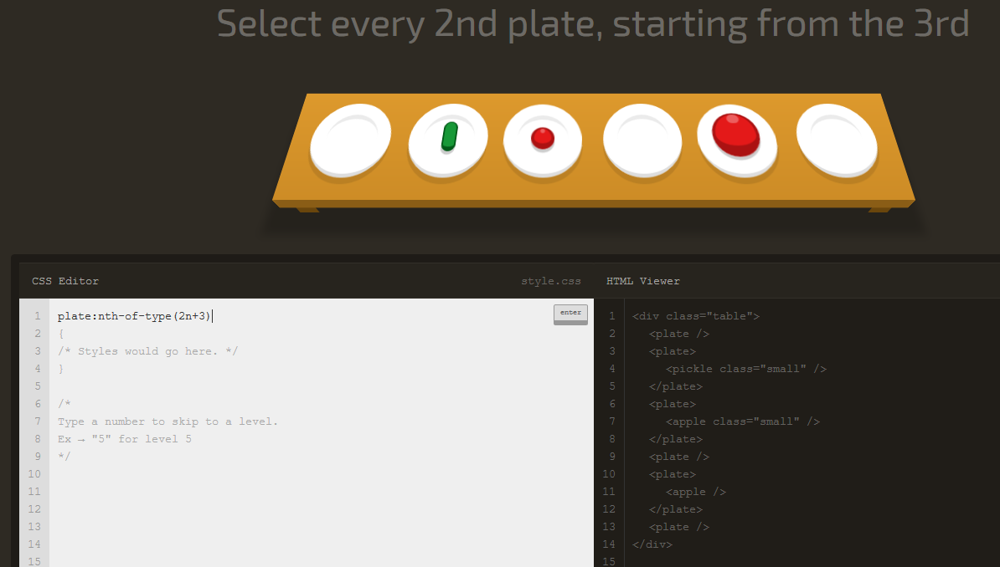 Select every 2nd plate, starting from the 3rd
CSS Editor
style.css
HTML Viewer
enter
1 plate:nth-of-type(2n+3)
2 {
3 /* Styles would go here. */
4 }
5
6 /*
7 Type a number to skip to a level.
8 Ex → "5" for level 5
9 */
10
11
12
13
14
15
1 <div class="table">
2 <plate />
3 <plate>
4 <pickle class="small" />
5 </plate>
6 <plate>
7 <apple class="small" />
8 </plate>
9 <plate />
10 <plate>
11 <apple />
12 </plate>
13 <plate />
14 </div>
15